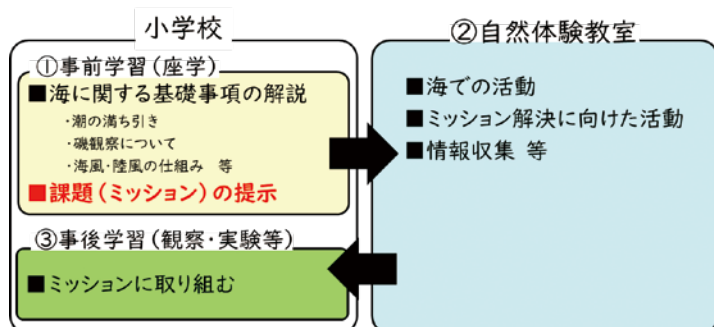 小学校
①事前学習(座学)
■海に関する基礎事項の解説
・潮の満ち引き
・磯観察について
・海風・陸風の仕組み 等
■課題(ミッション)の提示
③事後学習(観察・実験等)
■ミッションに取り組む
②自然体験教室
■海での活動
■ミッション解決に向けた活動
■情報収集 等